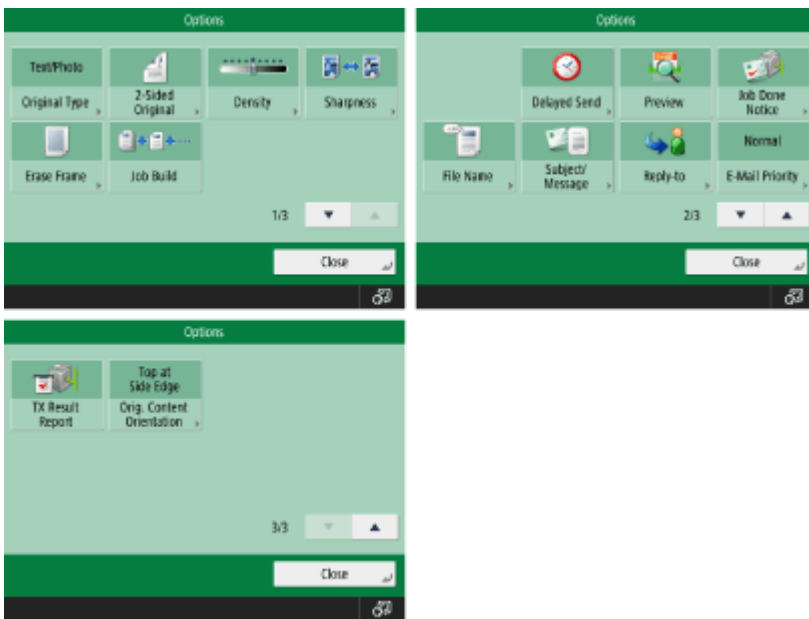 Options
Text/Photo
Original Type
2-Sided
Original
Density
Sharpness
Erase Frame
Job Build
1/3
Close
Options
Delayed Send
Preview
Job Done
Notice
File Name
Subject/
Message
Reply-to
Normal
E-Mail Priority
2/3
Close
Options
TX Result
Report
Top at
Side Edge
Orig. Content
Orientation
3/3
Close